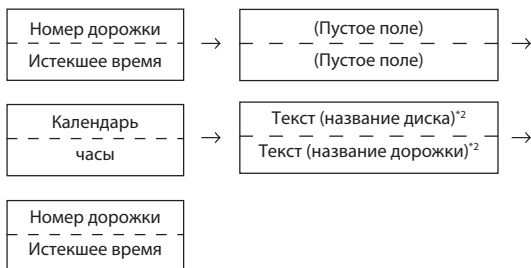 Номер дорожки
Истекшее время
(Пустое поле)
(Пустое поле)
Календарь
часы
Текст (название диска)*2
Текст (название дорожки)*2
Номер дорожки
Истекшее время